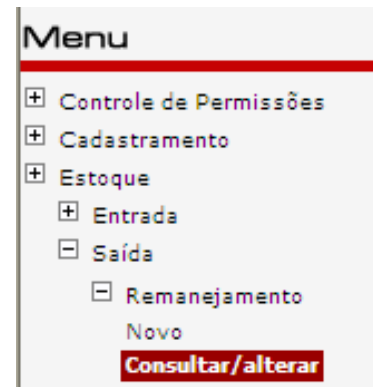 Menu
Controle de Permissões
Cadastramento
Estoque
Entrada
Saída
Remanejamento
Novo
Consultar/alterar